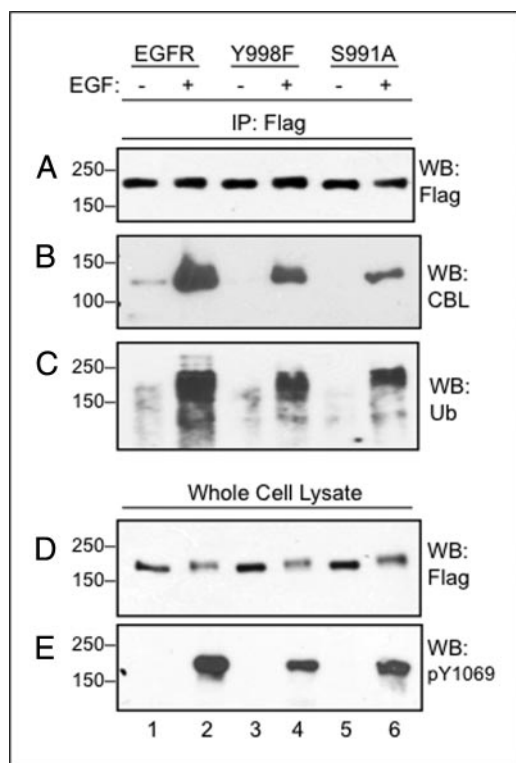 EGFR Y998F S991A
EGF: - + - + - +
IP: Flag
A 250 WB:
150 Flag
B 150 WB:
100 CBL
C 250 WB:
150 Ub
Whole Cell Lysate
D 250 WB:
150 Flag
E 250 WB:
150 pY1069
1 2 3 4 5 6